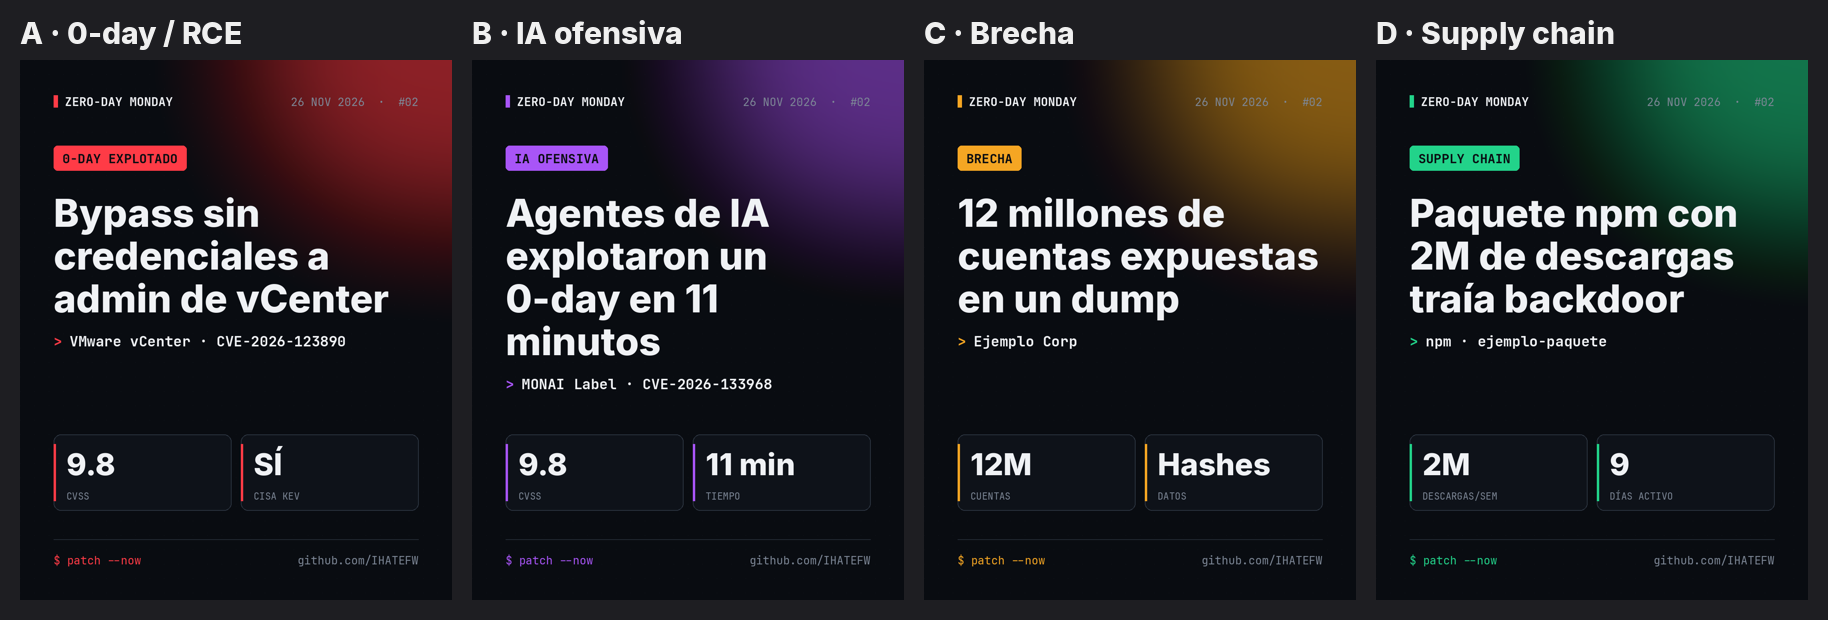 A · 0-day / RCE
ZERO-DAY MONDAY 26 NOV 2026 · #02
0-DAY EXPLOTADO
Bypass sin
credenciales a
admin de vCenter
> VMware vCenter · CVE-2026-123890
9.8 SÍ
CVSS CISA KEV
$ patch --now github.com/IHATEFW
B · IA ofensiva
ZERO-DAY MONDAY 26 NOV 2026 · #02
IA OFENSIVA
Agentes de IA
explotaron un
0-day en 11
minutos
> MONAI Label · CVE-2026-133968
9.8 11 min
CVSS TIEMPO
$ patch --now github.com/IHATEFW
C · Brecha
ZERO-DAY MONDAY 26 NOV 2026 · #02
BRECHA
12 millones de
cuentas expuestas
en un dump
> Ejemplo Corp
12M Hashes
CUENTAS DATOS
$ patch --now github.com/IHATEFW
D · Supply chain
ZERO-DAY MONDAY 26 NOV 2026 · #02
SUPPLY CHAIN
Paquete npm con
2M de descargas
traía backdoor
> npm · ejemplo-paquete
2M 9
DESCARGAS/SEM DÍAS ACTIVO
$ patch --now github.com/IHATEFW